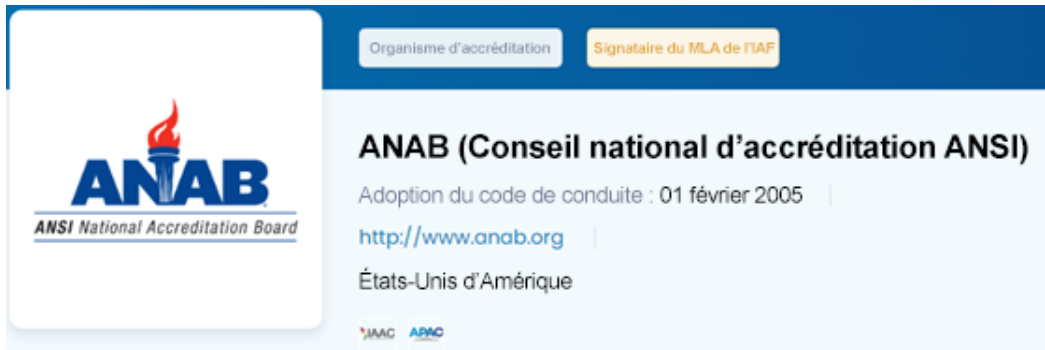 Organisme d'accréditation
Signataire du MLA de l'IAF
ANAB
ANSI National Accreditation Board
ANAB (Conseil national d'accréditation ANSI)
Adoption du code de conduite : 01 février 2005
http://www.anab.org
États-Unis d'Amérique
IAAC APAC